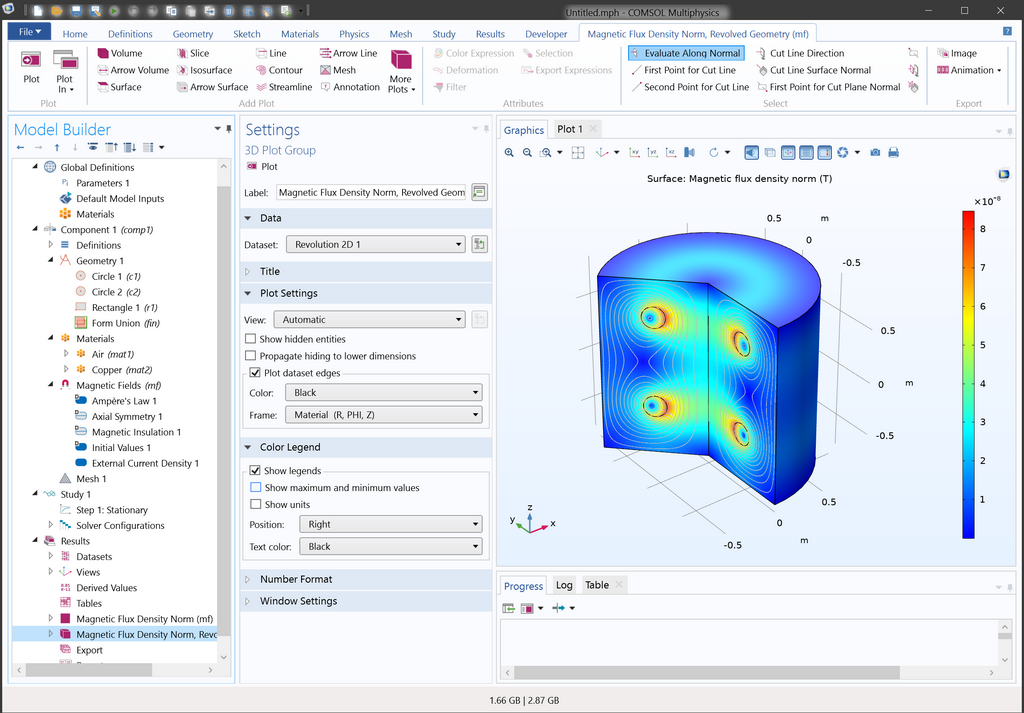 Untitled.mph - COMSOL Multiphysics
File Home Definitions Geometry Sketch Materials Physics Mesh Study Results Developer Magnetic Flux Density Norm, Revolved Geometry (mf)
Plot
Plot In
Plot
Volume
Arrow Volume
Surface
Slice
Isosurface
Arrow Surface
Line
Contour
Streamline
Arrow Line
Mesh
Annotation
More Plots
Add Plot
Color Expression
Deformation
Filter
Selection
Export Expressions
Attributes
Evaluate Along Normal
First Point for Cut Line
Second Point for Cut Line
Cut Line Direction
Cut Line Surface Normal
First Point for Cut Plane Normal
Select
Image
Animation
Export
Model Builder
Global Definitions
Pi Parameters 1
Default Model Inputs
Materials
Component 1 (comp1)
Definitions
Geometry 1
Circle 1 (c1)
Circle 2 (c2)
Rectangle 1 (r1)
Form Union (fin)
Materials
Air (mat1)
Copper (mat2)
Magnetic Fields (mf)
Ampère's Law 1
Axial Symmetry 1
Magnetic Insulation 1
Initial Values 1
External Current Density 1
Mesh 1
Study 1
Step 1: Stationary
Solver Configurations
Results
Datasets
Views
Derived Values
Tables
Magnetic Flux Density Norm (mf)
Magnetic Flux Density Norm, Revo
Export
Settings
3D Plot Group
Plot
Label: Magnetic Flux Density Norm, Revolved Geom
Data
Dataset: Revolution 2D 1
Title
Plot Settings
View: Automatic
Show hidden entities
Propagate hiding to lower dimensions
Plot dataset edges
Color: Black
Frame: Material (R, PHI, Z)
Color Legend
Show legends
Show maximum and minimum values
Show units
Position: Right
Text color: Black
Number Format
Window Settings
Graphics Plot 1
Surface: Magnetic flux density norm (T)
0.5 m
0
-0.5
0.5
0 m
-0.5
0.5
0
m
-0.5
z
y x
×10⁻⁸
8
7
6
5
4
3
2
1
Progress Log Table
1.66 GB | 2.87 GB